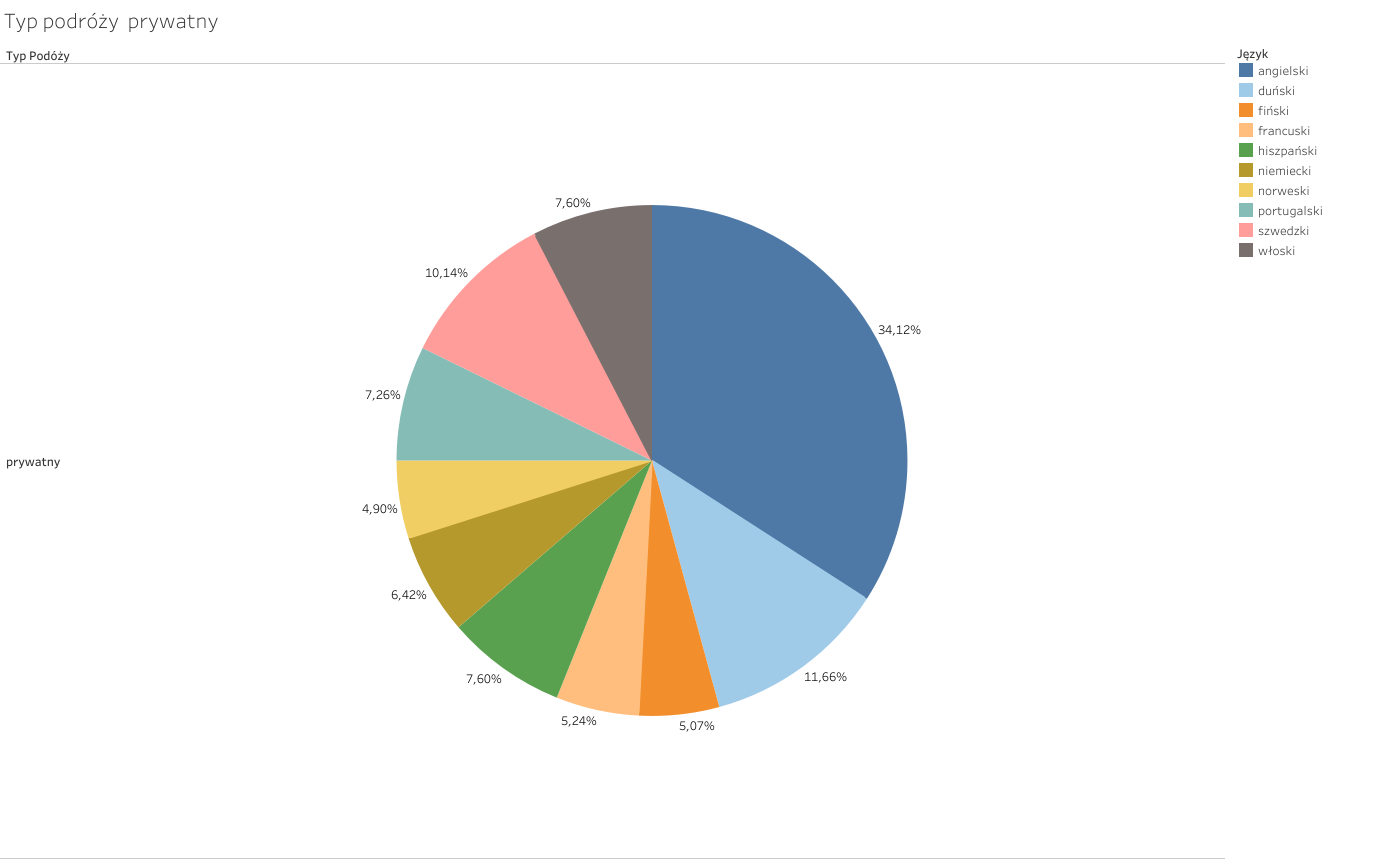 Typ podróży prywatny
Typ Podóży
prywatny
7,60%
34,12%
10,14%
7,26%
4,90%
6,42%
7,60%
5,24%
5,07%
11,66%
Język
angielski
duński
fiński
francuski
hiszpański
niemiecki
norweski
portugalski
szwedzki
włoski